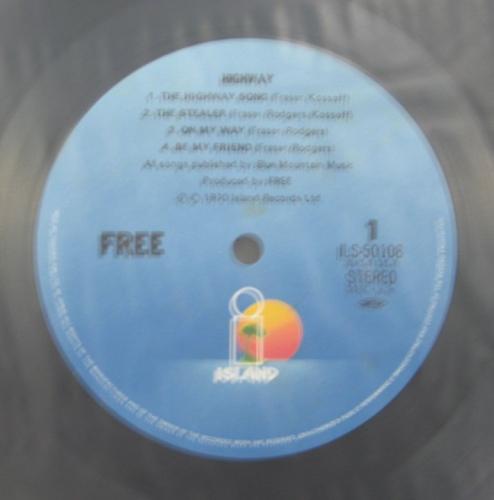 HIGHWAY
1. THE HIGHWAY SONG (Fraser/Kossoff)
2. THE STEALER (Fraser/Rodgers/Kossoff)
3. ON MY WAY (Fraser/Rodgers)
4. BE MY FRIEND (Fraser/Rodgers)
All songs published by Blue Mountain Music
Produced by FREE
Ⓟ © 1970 Island Records Ltd
FREE
1
ILS-50108
STEREO
ISLAND